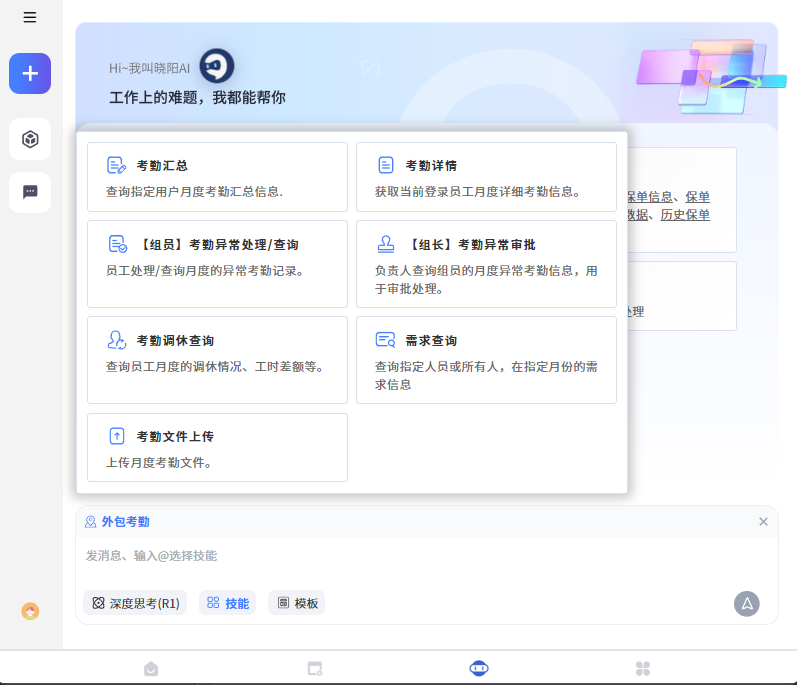 Hi~我叫晓阳AI
工作上的难题，我都能帮你
考勤汇总
查询指定用户月度考勤汇总信息.
考勤详情
获取当前登录员工月度详细考勤信息。
【组员】考勤异常处理/查询
员工处理/查询月度的异常考勤记录。
【组长】考勤异常审批
负责人查询组员的月度异常考勤信息，用
于审批处理。
考勤调休查询
查询员工月度的调休情况、工时差额等。
需求查询
查询指定人员或所有人，在指定月份的需
求信息
考勤文件上传
上传月度考勤文件。
保单信息、保单
数据、历史保单
处理
外包考勤
发消息、输入@选择技能
深度思考(R1)
技能
模板